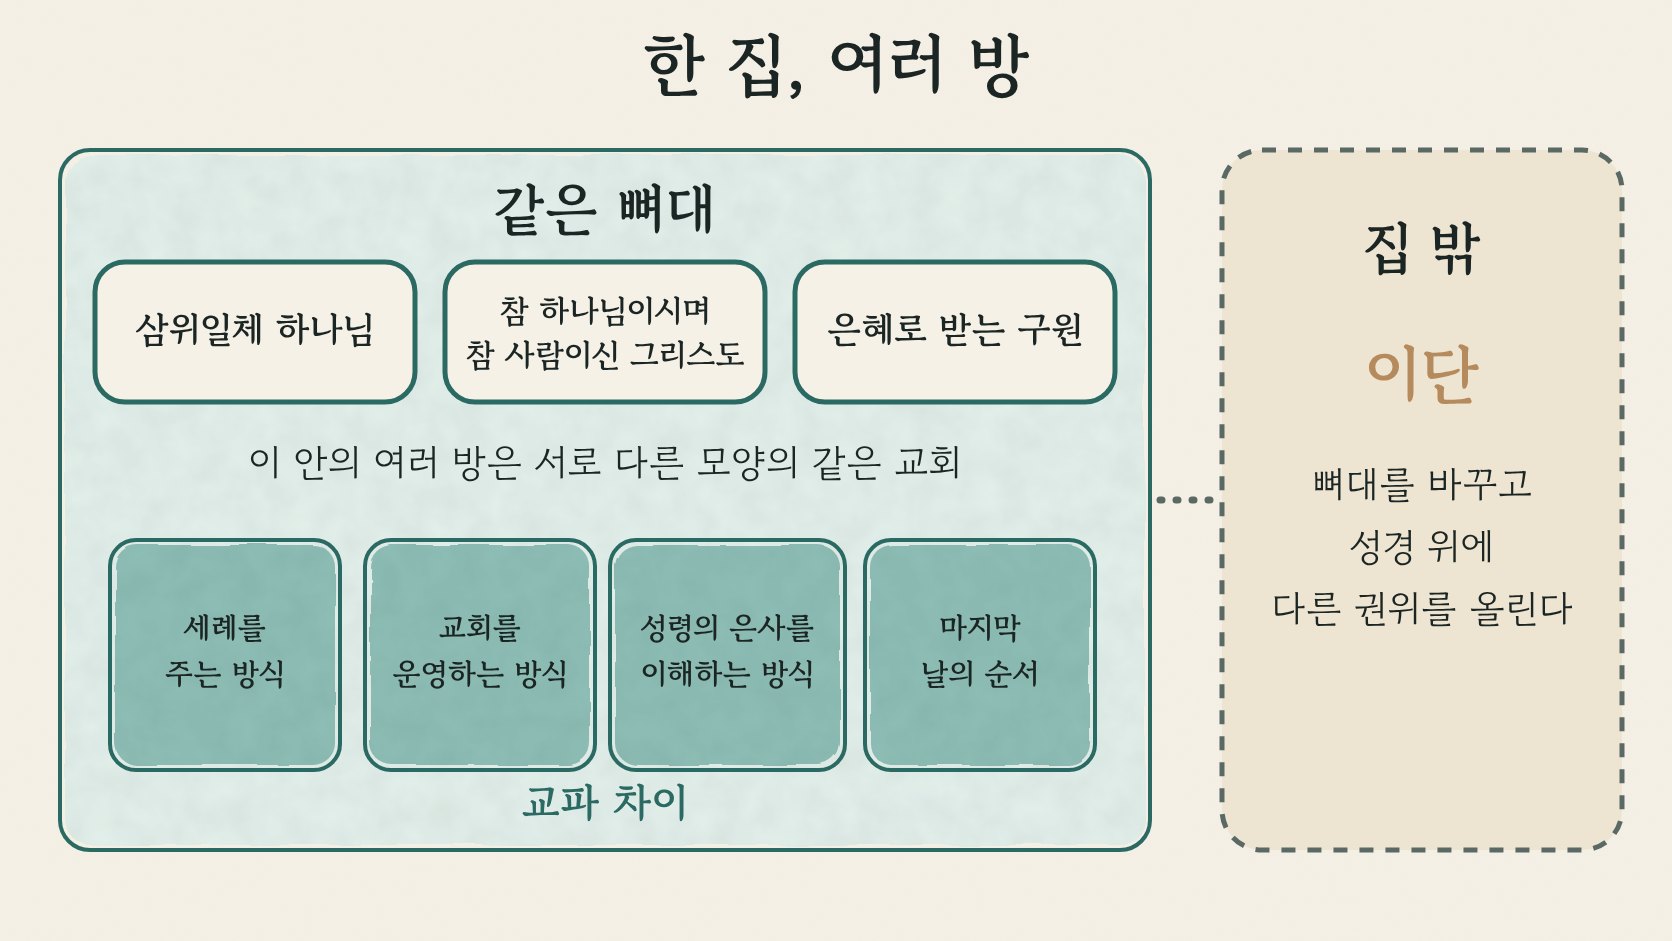 한 집, 여러 방
같은 뼈대
삼위일체 하나님
참 하나님이시며
참 사람이신 그리스도
은혜로 받는 구원
이 안의 여러 방은 서로 다른 모양의 같은 교회
세례를
주는 방식
교회를
운영하는 방식
성령의 은사를
이해하는 방식
마지막
날의 순서
교파 차이
집 밖
이단
뼈대를 바꾸고
성경 위에
다른 권위를 올린다